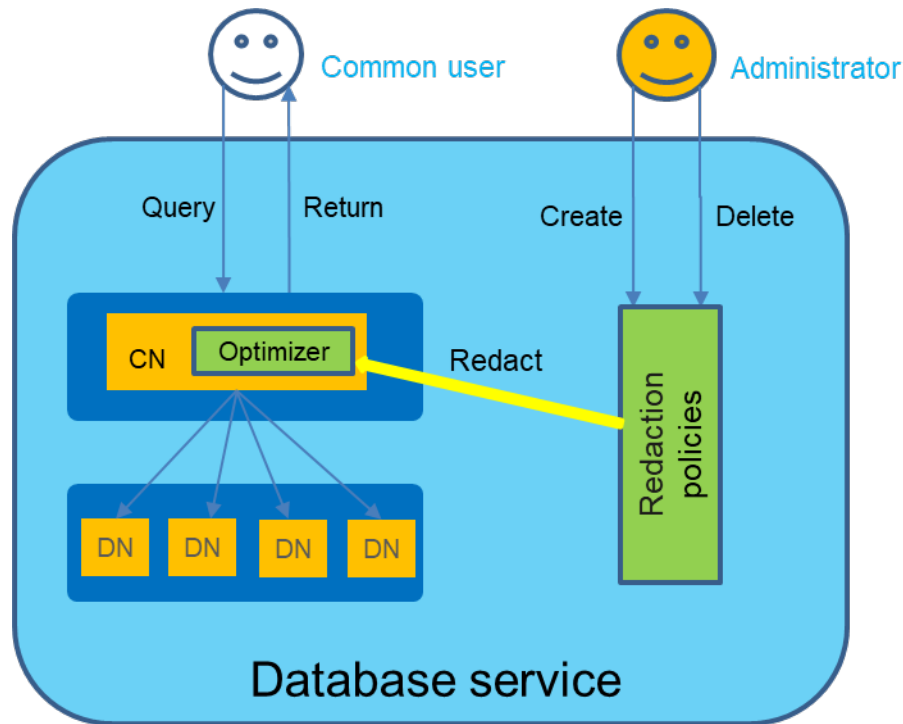 Common user
Administrator
Query
Return
Create
Delete
CN
Optimizer
Redact
Redaction
policies
DN
DN
DN
DN
Database service